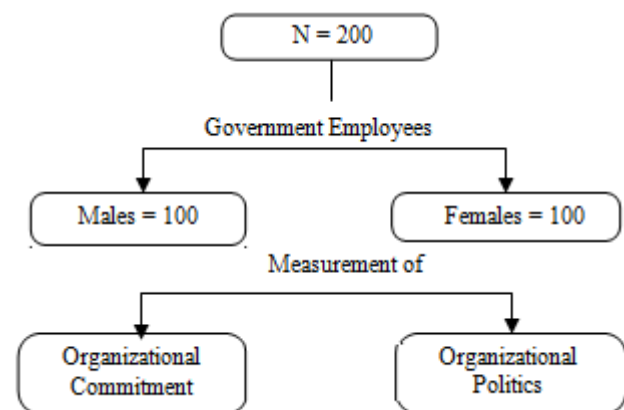 N = 200
Government Employees
Males = 100
Females = 100
Measurement of
Organizational
Commitment
Organizational
Politics